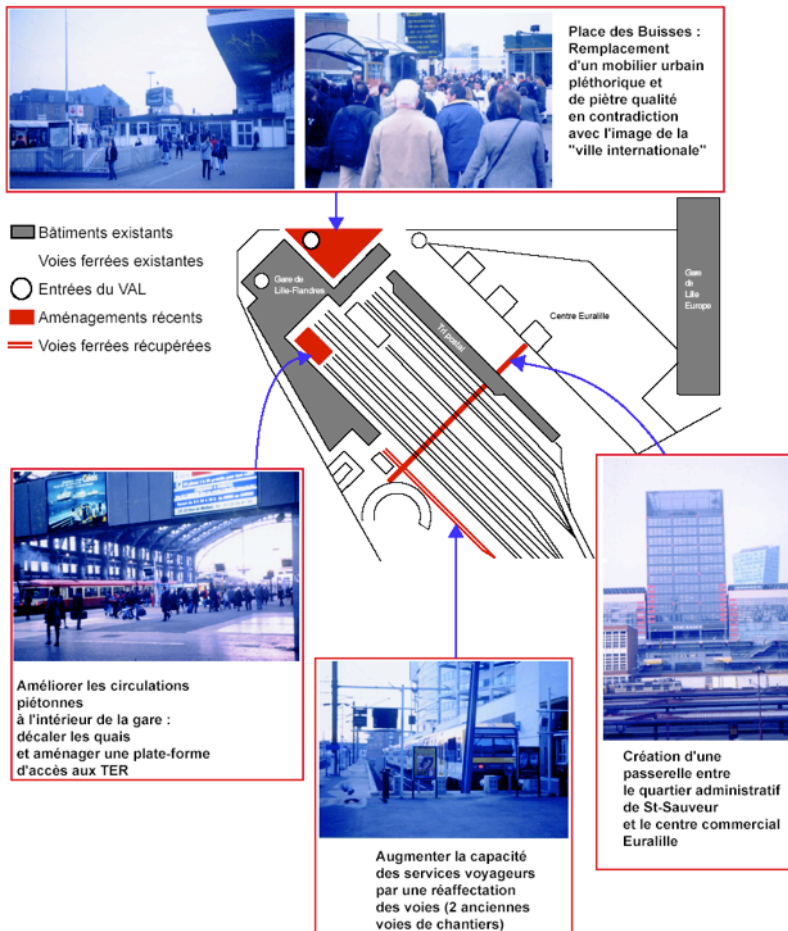 Place des Buisses :
Remplacement
d'un mobilier urbain
pléthorique et
de piètre qualité
en contradiction
avec l'image de la
"ville internationale"
Bâtiments existants
Voies ferrées existantes
Entrées du VAL
Aménagements récents
Voies ferrées récupérées
Gare de
Lille-Flandres
Tri postal
Centre Euralille
Gare
de
Lille
Europe
Calais
Améliorer les circulations
piétonnes
à l'intérieur de la gare :
décaler les quais
et aménager une plate-forme
d'accès aux TER
Augmenter la capacité
des services voyageurs
par une réaffectation
des voies (2 anciennes
voies de chantiers)
Création d'une
passerelle entre
le quartier administratif
de St-Sauveur
et le centre commercial
Euralille